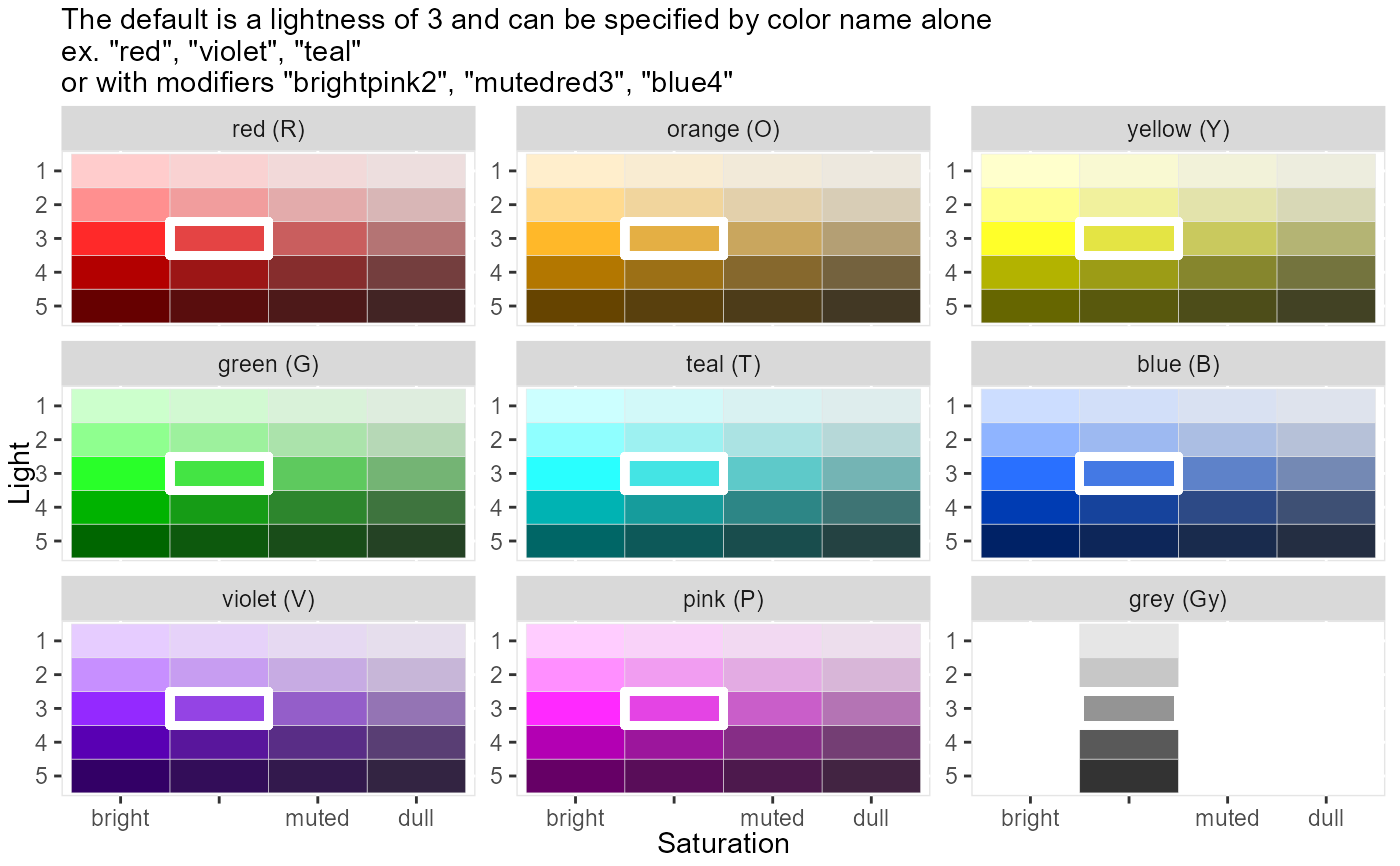 The default is a lightness of 3 and can be specified by color name alone
ex. "red", "violet", "teal"
or with modifiers "brightpink2", "mutedred3", "blue4"
red (R)
orange (O)
yellow (Y)
1
2
3
4
5
1
2
3
4
5
1
2
3
4
5
green (G)
teal (T)
blue (B)
Light
1
2
3
4
5
1
2
3
4
5
1
2
3
4
5
violet (V)
pink (P)
grey (Gy)
1
2
3
4
5
1
2
3
4
5
1
2
3
4
5
bright muted dull
bright muted dull
bright muted dull
Saturation